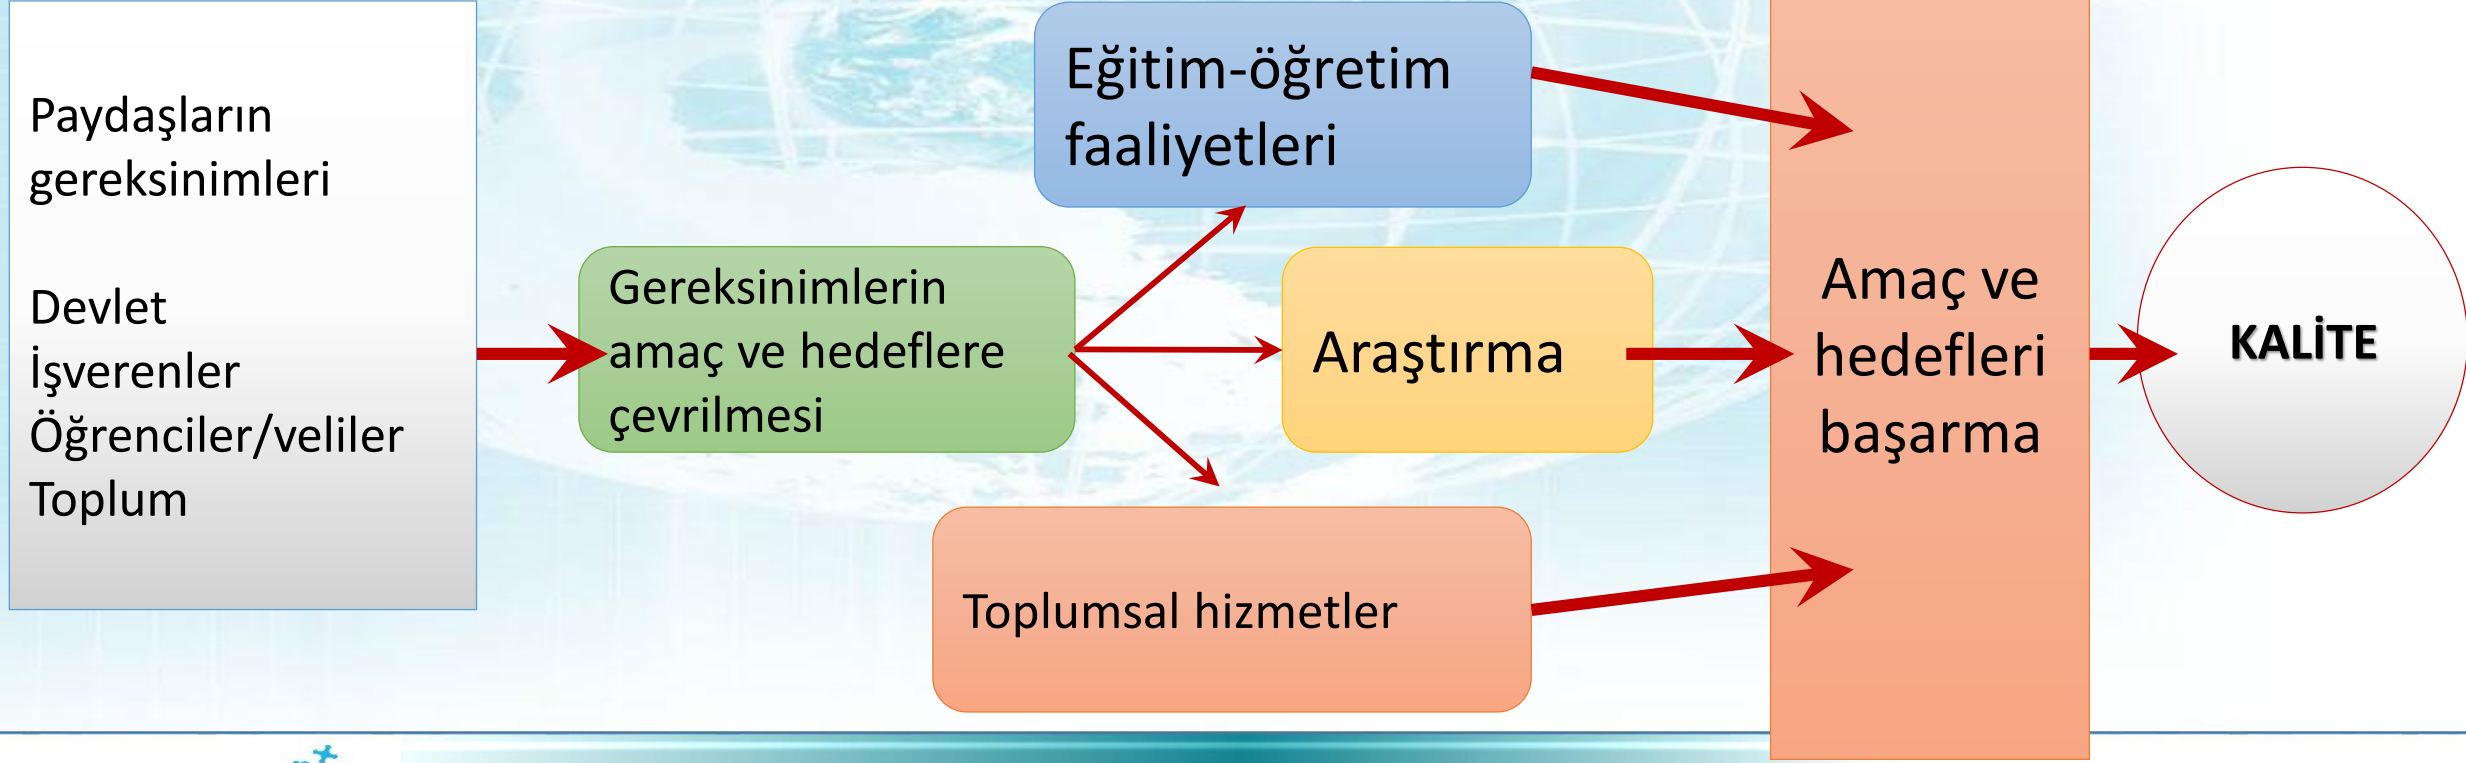 Paydaşların
gereksinimleri
Devlet
İşverenler
Öğrenciler/veliler
Toplum
Gereksinimlerin
amaç ve hedeflere
çevrilmesi
Eğitim-öğretim
faaliyetleri
Araştırma
Toplumsal hizmetler
Amaç ve
hedefleri
başarma
KALİTE